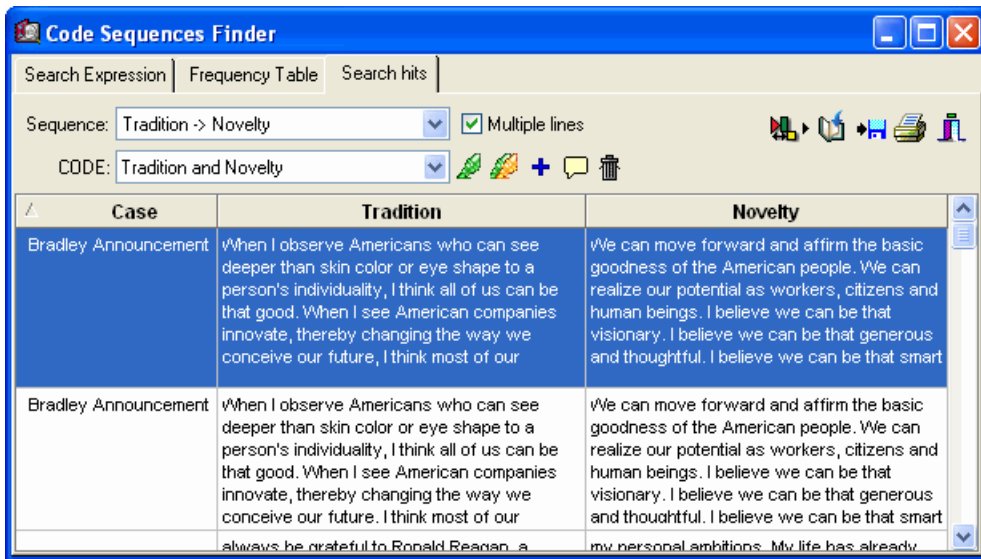 Code Sequences Finder
Search Expression Frequency Table Search hits
Sequence: Tradition -> Novelty Multiple lines
CODE: Tradition and Novelty
Case Tradition Novelty
Bradley Announcement When I observe Americans who can see We can move forward and affirm the basic
deeper than skin color or eye shape to a goodness of the American people. We can
person's individuality, I think all of us can be realize our potential as workers, citizens and
that good. When I see American companies human beings. I believe we can be that
innovate, thereby changing the way we visionary. I believe we can be that generous
conceive our future, I think most of our and thoughtful. I believe we can be that smart
Bradley Announcement When I observe Americans who can see We can move forward and affirm the basic
deeper than skin color or eye shape to a goodness of the American people. We can
person's individuality, I think all of us can be realize our potential as workers, citizens and
that good. When I see American companies human beings. I believe we can be that
innovate, thereby changing the way we visionary. I believe we can be that generous
conceive our future. I think most of our and thoughtful. I believe we can be that smart
always be grateful to Ronald Reagan, a my personal ambitions. My life has already